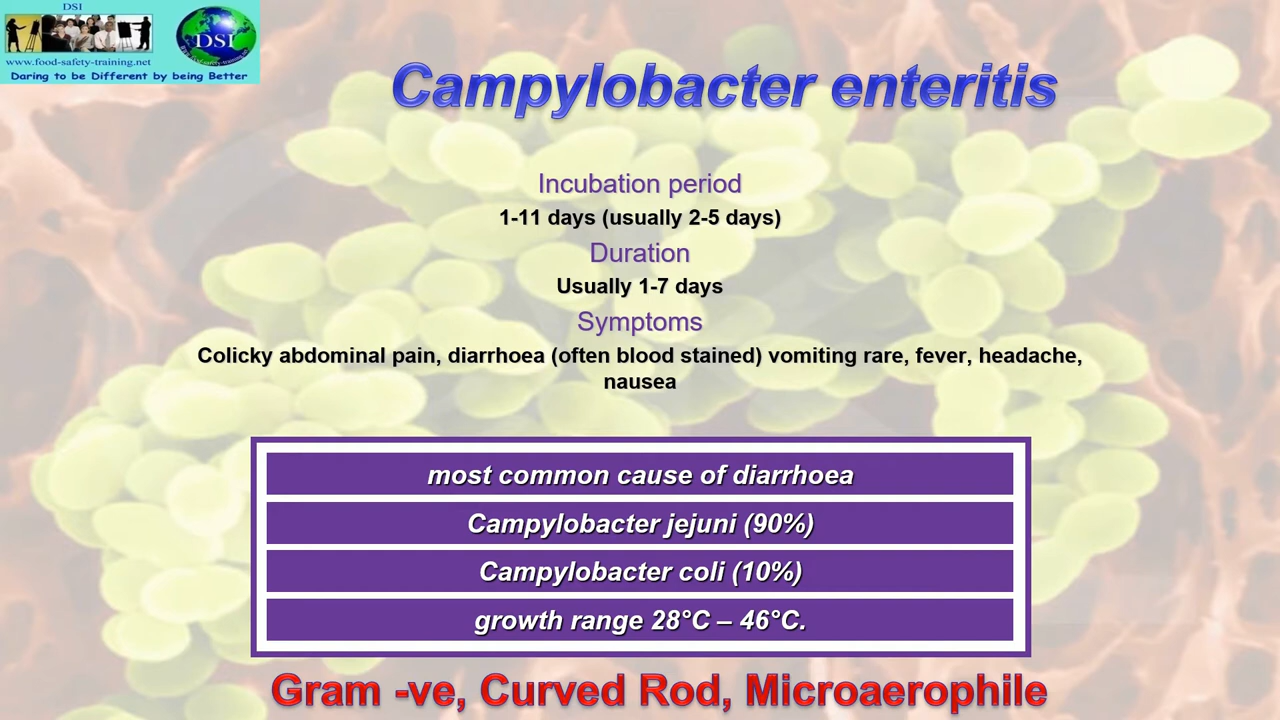 DSI
DSI
www.food-safety-training.net
Daring to be Different by being Better
Campylobacter enteritis
Incubation period
1-11 days (usually 2-5 days)
Duration
Usually 1-7 days
Symptoms
Colicky abdominal pain, diarrhoea (often blood stained) vomiting rare, fever, headache,
nausea
most common cause of diarrhoea
Campylobacter jejuni (90%)
Campylobacter coli (10%)
growth range 28°C – 46°C.
Gram -ve, Curved Rod, Microaerophile